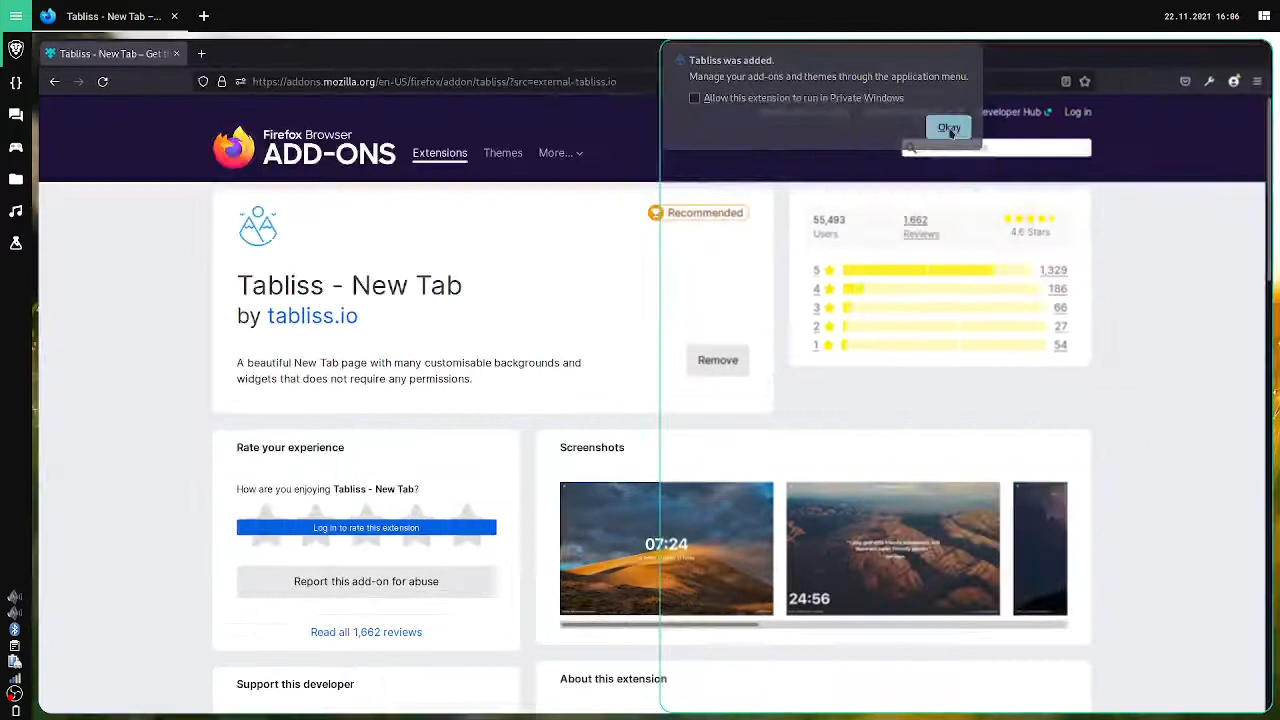 Tabliss - New Tab –...
22.11.2021 16:06
Tabliss - New Tab – Get th
https://addons.mozilla.org/en-US/firefox/addon/tabliss/?src=external-tabliss.io
Tabliss was added.
Manage your add-ons and themes through the application menu.
Allow this extension to run in Private Windows
Okay
eveloper Hub
Log in
Firefox Browser
ADD-ONS
Extensions
Themes
More...
Recommended
Tabliss - New Tab
by tabliss.io
A beautiful New Tab page with many customisable backgrounds and
widgets that does not require any permissions.
Remove
55,493
Users
1,662
Reviews
4.6 Stars
5 1,329
4 186
3 66
2 27
1 54
Rate your experience
How are you enjoying Tabliss - New Tab?
Log in to rate this extension
Report this add-on for abuse
Read all 1,662 reviews
Screenshots
07:24
24:56
Support this developer
About this extension